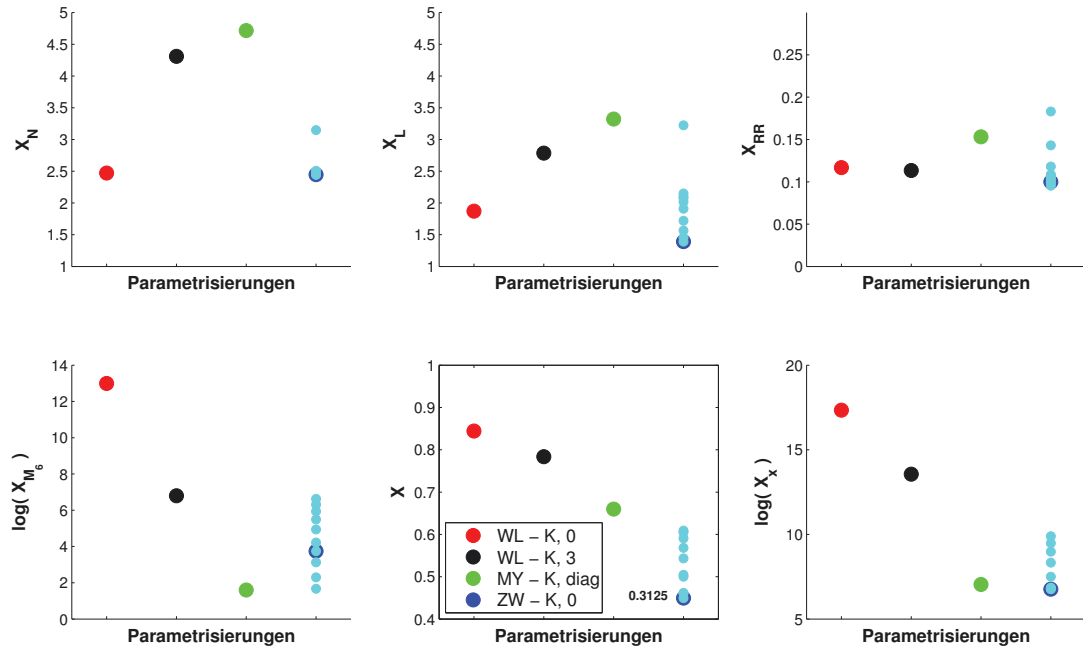 5
4.5
4
3.5
3
2.5
2
1.5
1
X_N
Parametrisierungen
5
4.5
4
3.5
3
2.5
2
1.5
1
X_L
Parametrisierungen
0.25
0.2
0.15
0.1
0.05
0
X_RR
Parametrisierungen
14
12
10
8
6
4
2
0
log( X_M_6 )
Parametrisierungen
1
0.9
0.8
0.7
0.6
0.5
0.4
X
WL − K, 0
WL − K, 3
MY − K, diag
ZW − K, 0
0.3125
Parametrisierungen
20
15
10
5
log( X_x )
Parametrisierungen